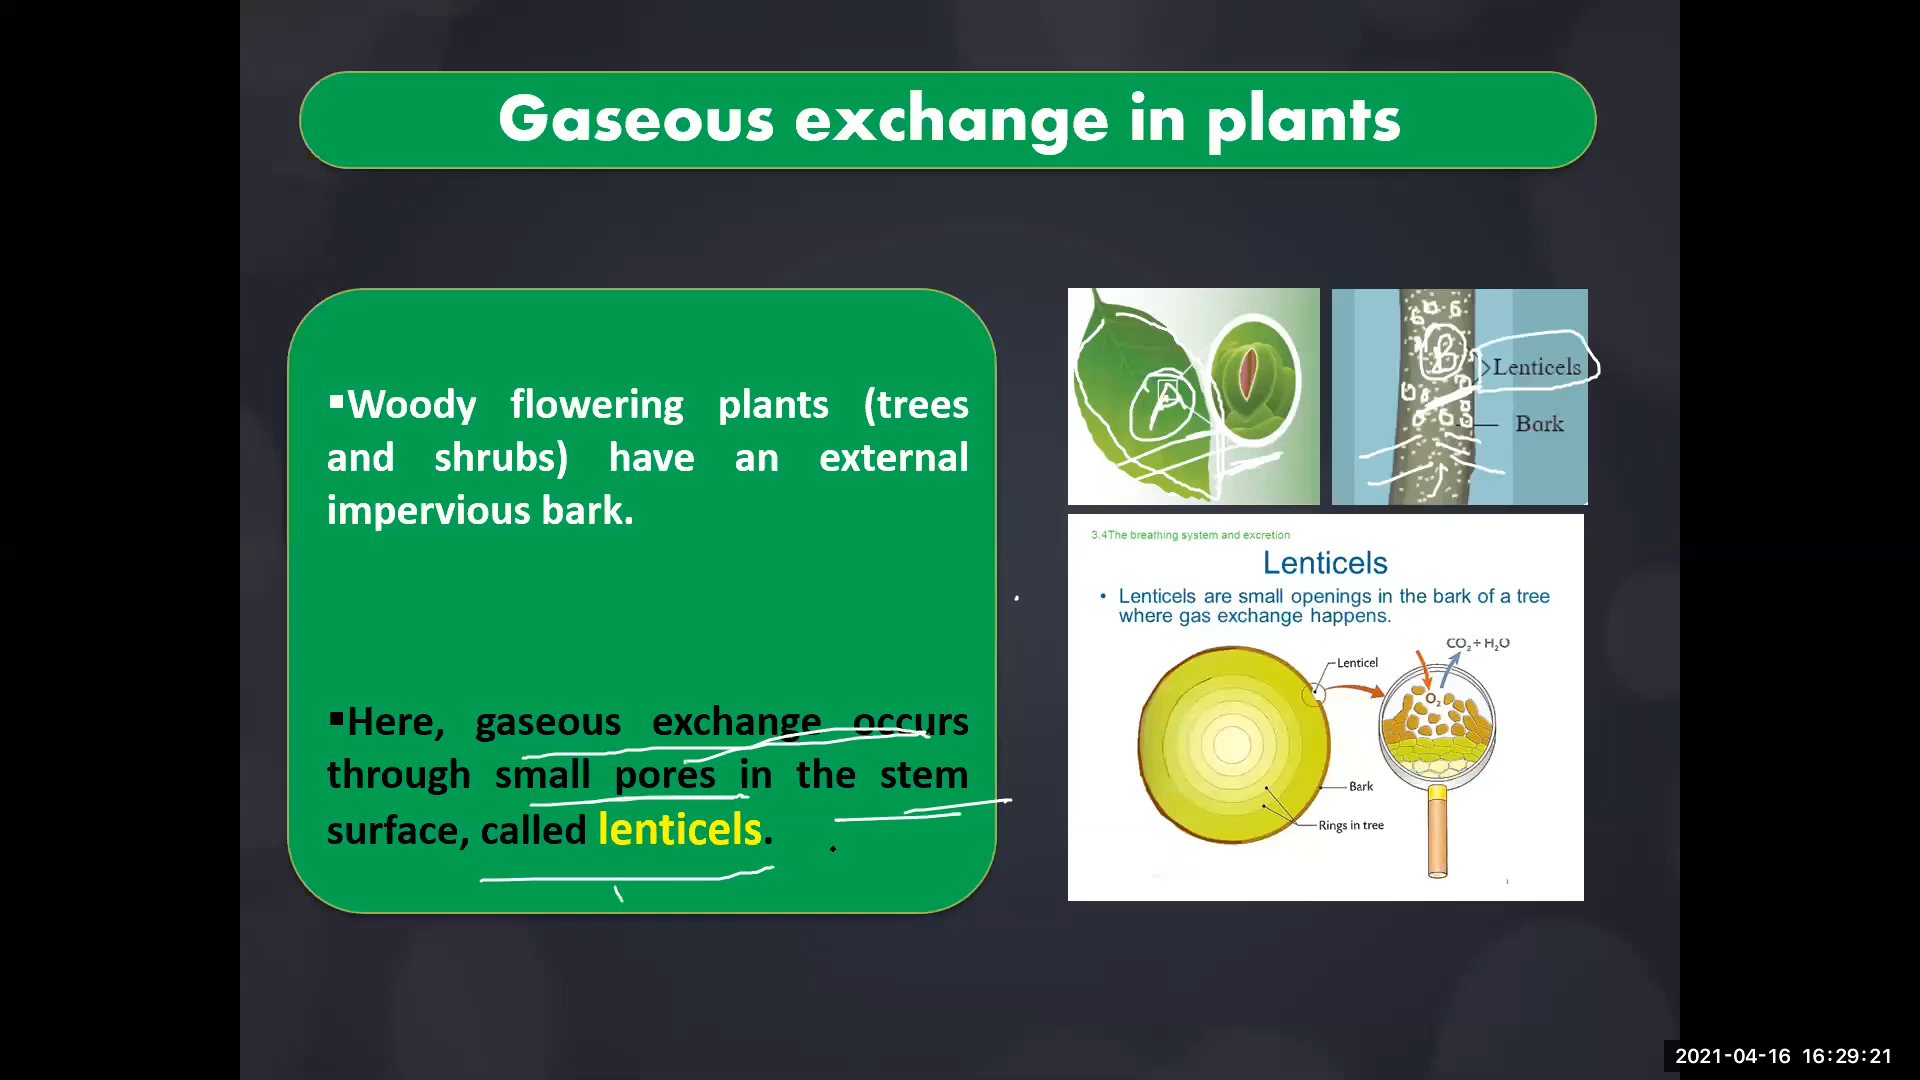 Gaseous exchange in plants
▪Woody flowering plants (trees
and shrubs) have an external
impervious bark.
▪Here, gaseous exchange occurs
through small pores in the stem
surface, called lenticels.
A
B
Lenticels
Bark
3.4The breathing system and excretion
Lenticels
• Lenticels are small openings in the bark of a tree
where gas exchange happens.
CO₂ + H₂O
Lenticel
O₂
Bark
Rings in tree
2021-04-16 16:29:21